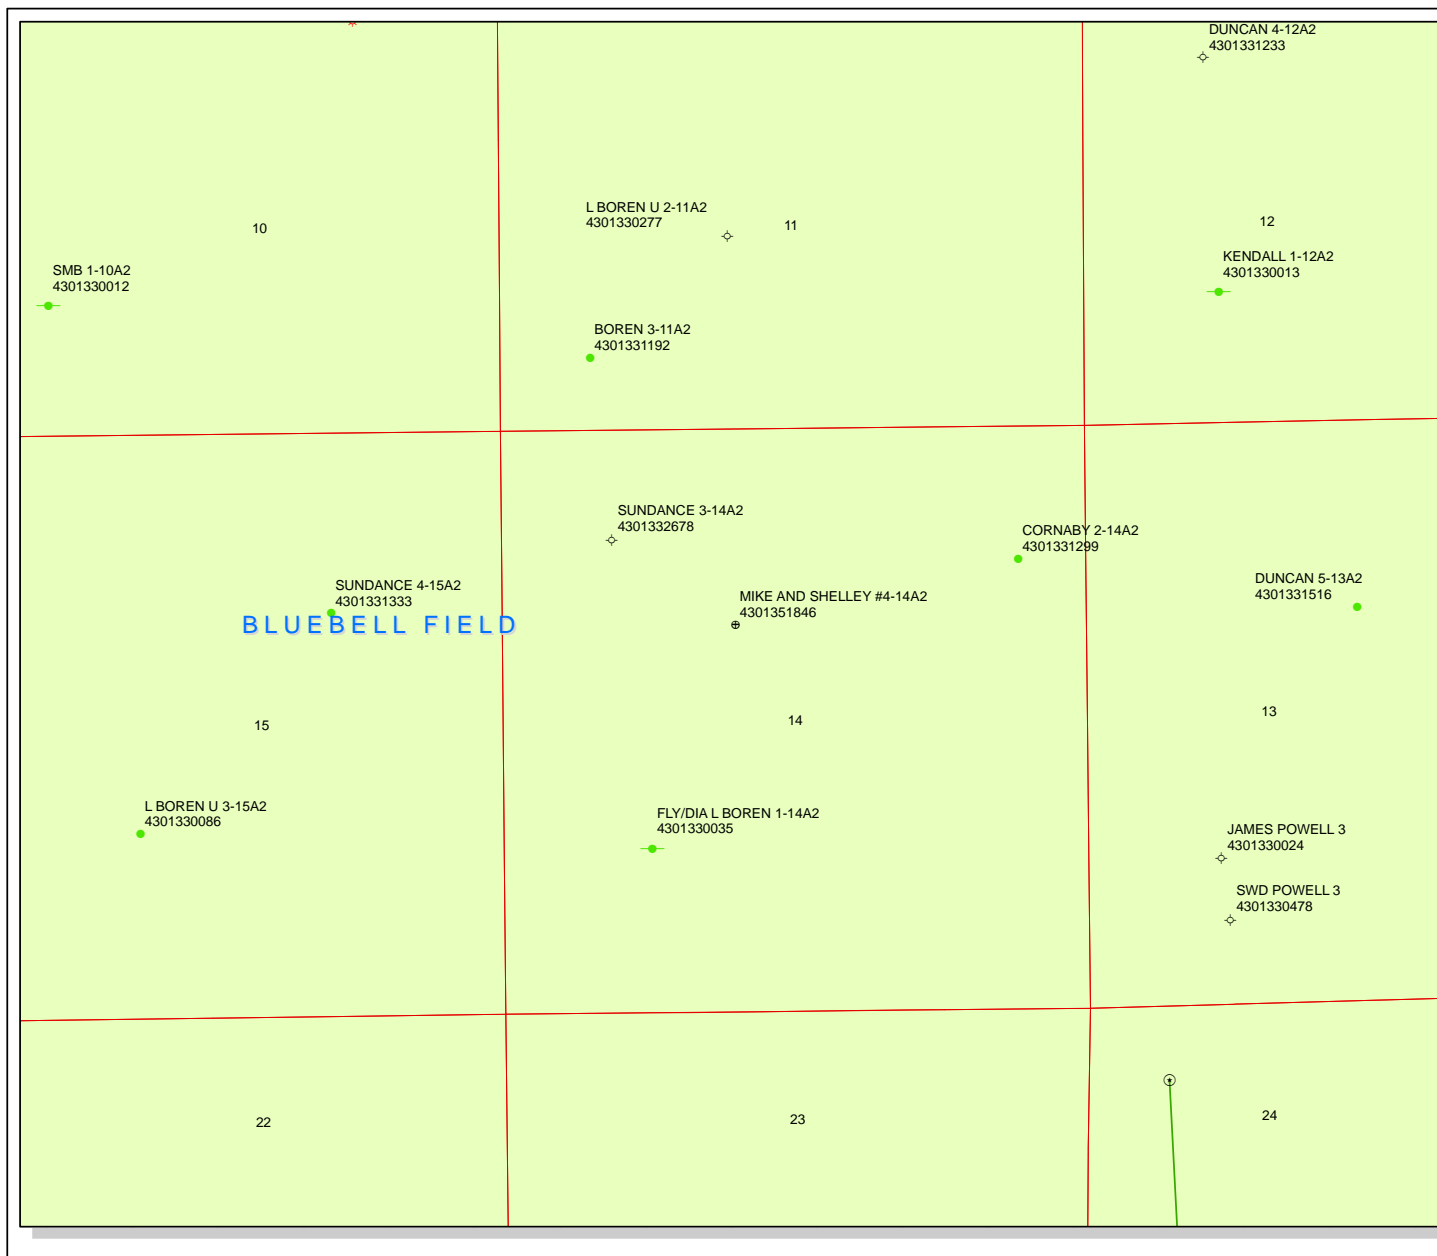 DUNCAN 4-12A2
4301331233
L BOREN U 2-11A2
4301330277
10
11
12
SMB 1-10A2
4301330012
KENDALL 1-12A2
4301330013
BOREN 3-11A2
4301331192
SUNDANCE 3-14A2
4301332678
CORNABY 2-14A2
4301331299
SUNDANCE 4-15A2
4301331333
MIKE AND SHELLEY #4-14A2
4301351846
DUNCAN 5-13A2
4301331516
BLUEBELL FIELD
15
14
13
L BOREN U 3-15A2
4301330086
FLY/DIA L BOREN 1-14A2
4301330035
JAMES POWELL 3
4301330024
SWD POWELL 3
4301330478
22
23
24